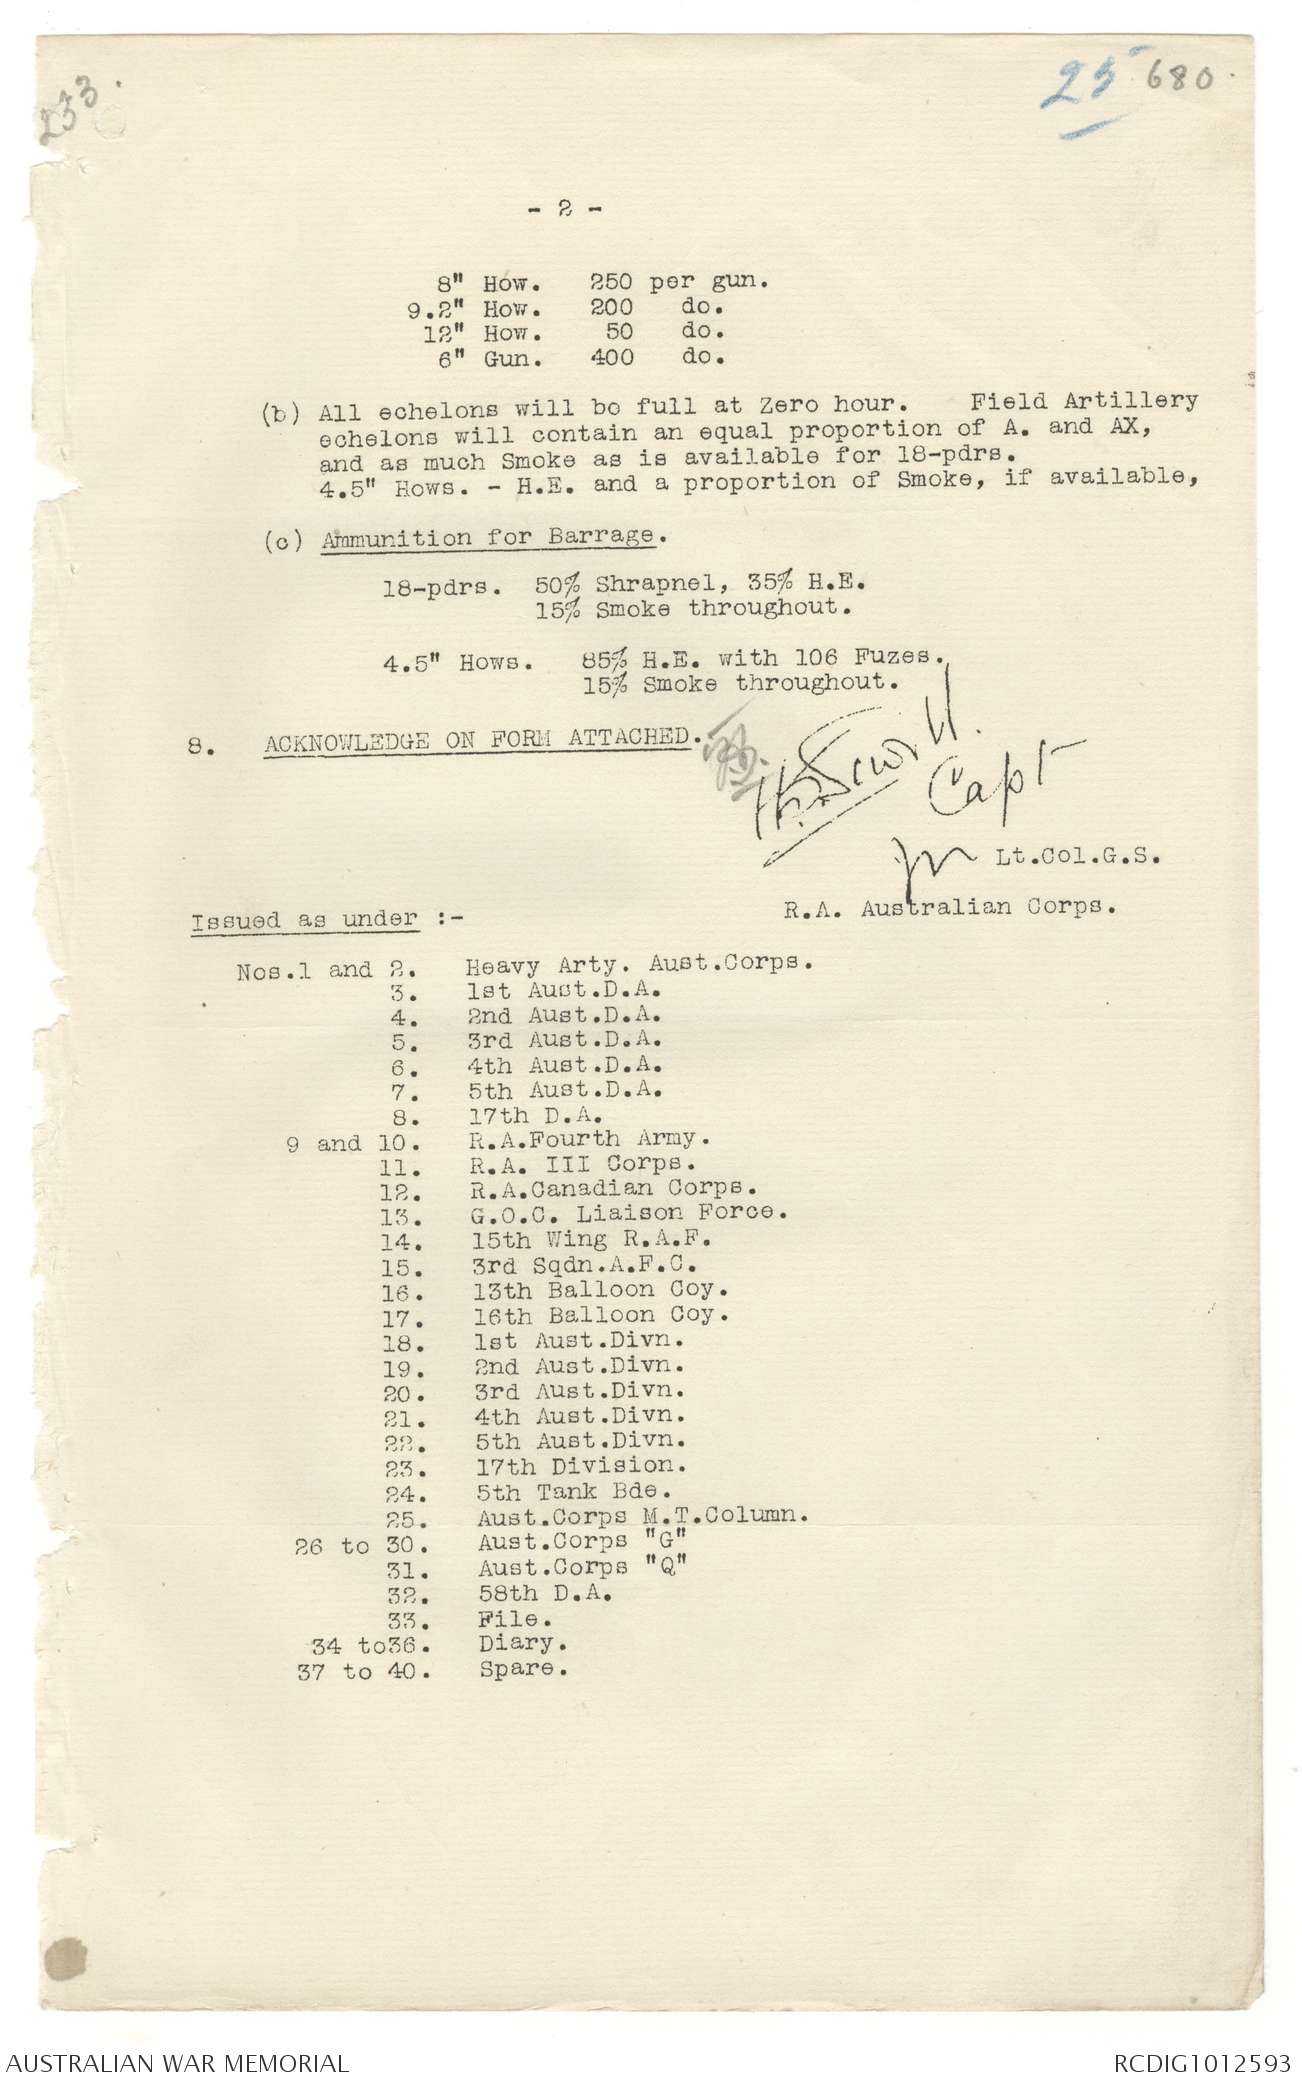 233.
25 680.
- 2 -
8" How. 250 per gun.
9.2" How. 200 do.
12" How. 50 do.
6" Gun. 400 do.
(b) All echelons will be full at Zero hour. Field Artillery
echelons will contain an equal proportion of A. and AX,
and as much Smoke as is available for 18-pdrs.
4.5" Hows. - H.E. and a proportion of Smoke, if available,
(c) Ammunition for Barrage.
18-pdrs. 50% Shrapnel, 35% H.E.
15% Smoke throughout.
4.5" Hows. 85% H.E. with 106 Fuzes.
15% Smoke throughout.
8. ACKNOWLEDGE ON FORM ATTACHED.
Capt
for Lt.Col.G.S.
R.A. Australian Corps.
Issued as under :-
Nos.1 and 2. Heavy Arty. Aust.Corps.
3. 1st Aust.D.A.
4. 2nd Aust.D.A.
5. 3rd Aust.D.A.
6. 4th Aust.D.A.
7. 5th Aust.D.A.
8. 17th D.A.
9 and 10. R.A.Fourth Army.
11. R.A. III Corps.
12. R.A.Canadian Corps.
13. G.O.C. Liaison Force.
14. 15th Wing R.A.F.
15. 3rd Sqdn.A.F.C.
16. 13th Balloon Coy.
17. 16th Balloon Coy.
18. 1st Aust.Divn.
19. 2nd Aust.Divn.
20. 3rd Aust.Divn.
21. 4th Aust.Divn.
22. 5th Aust.Divn.
23. 17th Division.
24. 5th Tank Bde.
25. Aust.Corps M.T.Column.
26 to 30. Aust.Corps "G"
31. Aust.Corps "Q"
32. 58th D.A.
33. File.
34 to36. Diary.
37 to 40. Spare.
AUSTRALIAN WAR MEMORIAL
RCDIG1012593